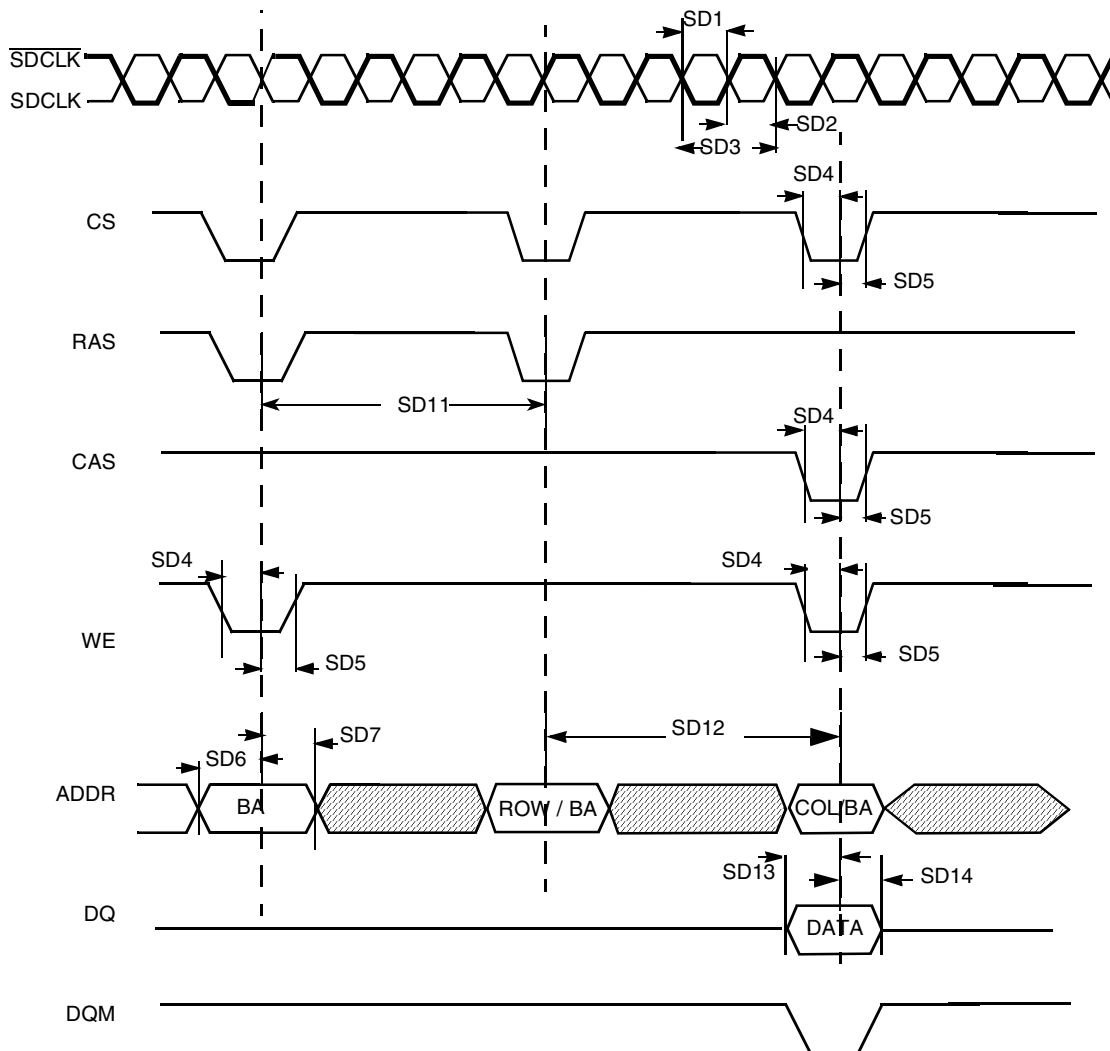 SD1
SDCLK
SDCLK
SD2
SD3
SD4
CS
SD5
RAS
SD11
SD4
CAS
SD5
SD4
SD4
WE
SD5
SD5
SD12
SD7
SD6
ADDR
BA
ROW / BA
COL/BA
SD13
SD14
DQ
DATA
DQM